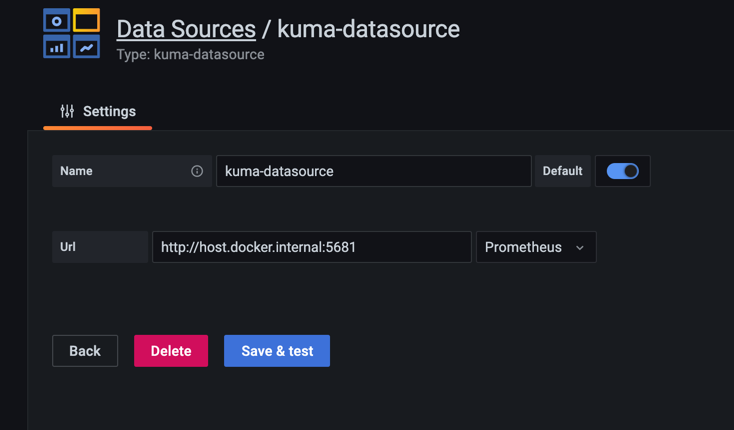 Data Sources / kuma-datasource
Type: kuma-datasource
Settings
Name kuma-datasource Default
Url http://host.docker.internal:5681 Prometheus
Back Delete Save & test